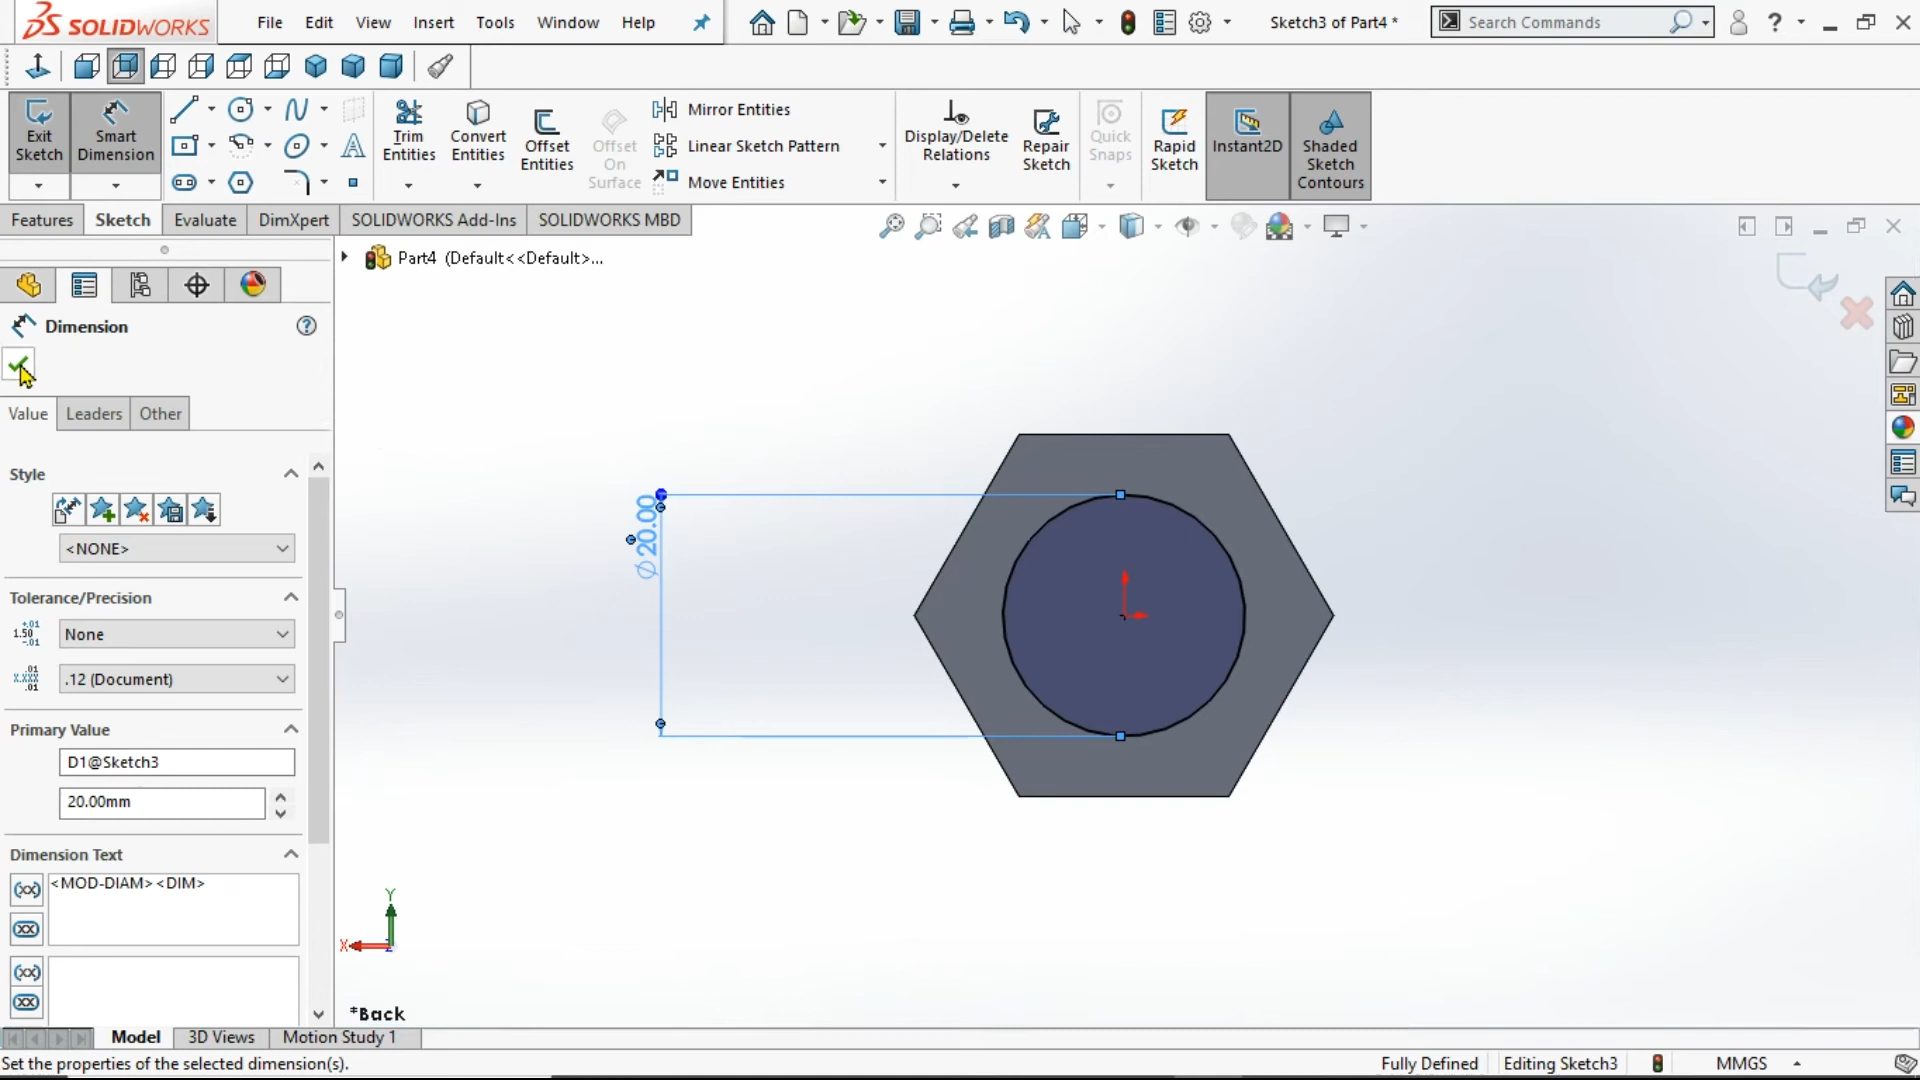 SOLIDWORKS File Edit View Insert Tools Window Help Sketch3 of Part4 * Search Commands ?
Exit Sketch
Smart Dimension
Trim Entities
Convert Entities
Offset Entities
Offset On Surface
Mirror Entities
Linear Sketch Pattern
Move Entities
Display/Delete Relations
Repair Sketch
Quick Snaps
Rapid Sketch
Instant2D
Shaded Sketch Contours
Features Sketch Evaluate DimXpert SOLIDWORKS Add-Ins SOLIDWORKS MBD
Part4 (Default<<Default>...
Dimension
Value Leaders Other
Style
<NONE>
Tolerance/Precision
None
.12 (Document)
Primary Value
D1@Sketch3
20.00mm
Dimension Text
<MOD-DIAM><DIM>
∅20.00
Y
X
Z
*Back
Model 3D Views Motion Study 1
Set the properties of the selected dimension(s). Fully Defined Editing Sketch3 MMGS